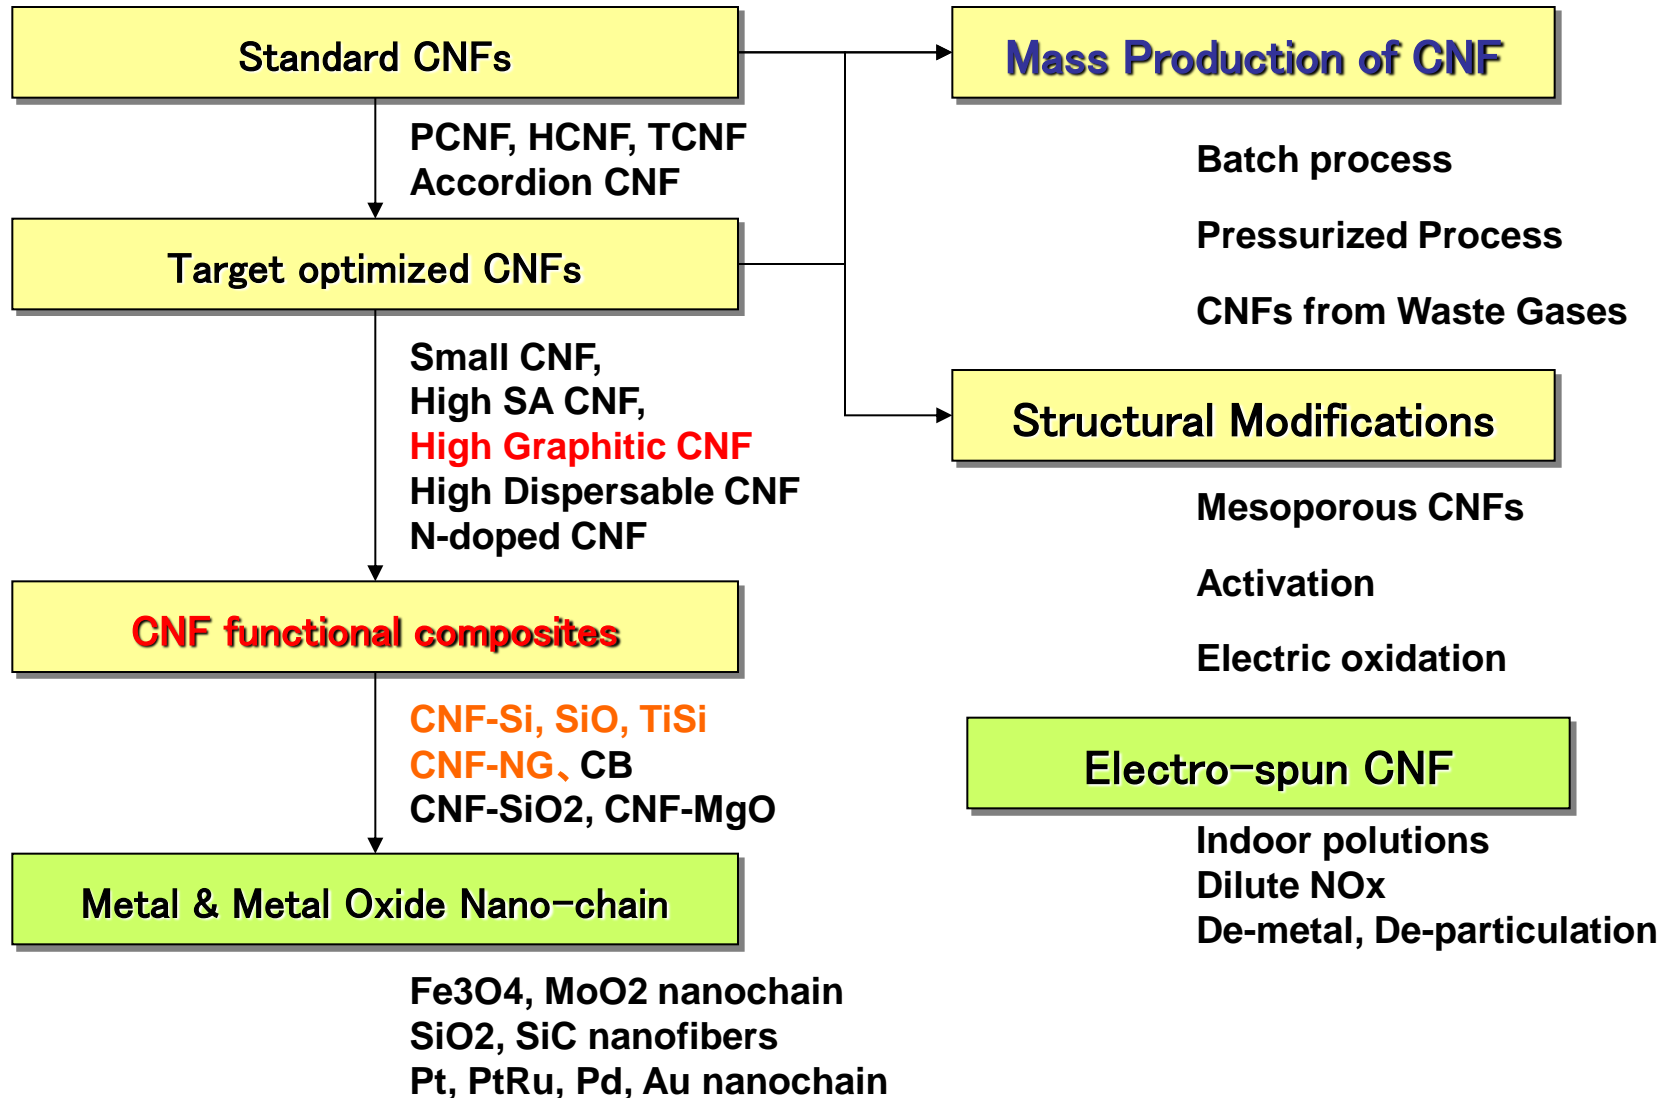 Standard CNFs
PCNF, HCNF, TCNF
Accordion CNF
Target optimized CNFs
Small CNF,
High SA CNF,
High Graphitic CNF
High Dispersable CNF
N-doped CNF
CNF functional composites
CNF-Si, SiO, TiSi
CNF-NG、CB
CNF-SiO2, CNF-MgO
Metal & Metal Oxide Nano-chain
Fe3O4, MoO2 nanochain
SiO2, SiC nanofibers
Pt, PtRu, Pd, Au nanochain
Mass Production of CNF
Batch process
Pressurized Process
CNFs from Waste Gases
Structural Modifications
Mesoporous CNFs
Activation
Electric oxidation
Electro-spun CNF
Indoor polutions
Dilute NOx
De-metal, De-particulation